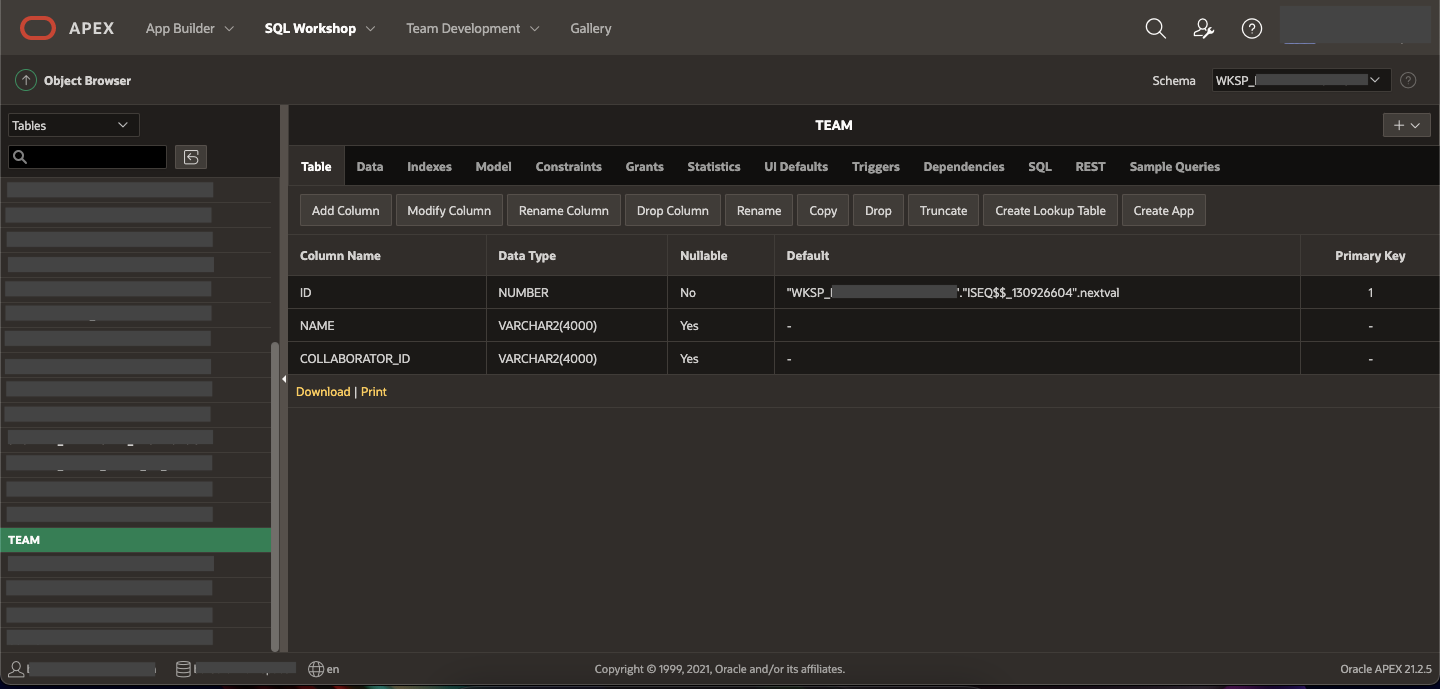 APEX App Builder SQL Workshop Team Development Gallery
Object Browser Schema WKSP_
Tables
TEAM
Table Data Indexes Model Constraints Grants Statistics UI Defaults Triggers Dependencies SQL REST Sample Queries
Add Column Modify Column Rename Column Drop Column Rename Copy Drop Truncate Create Lookup Table Create App
Column Name Data Type Nullable Default Primary Key
ID NUMBER No "WKSP_ "."ISEQ$$_130926604".nextval 1
NAME VARCHAR2(4000) Yes - -
COLLABORATOR_ID VARCHAR2(4000) Yes - -
Download | Print
TEAM
en Copyright © 1999, 2021, Oracle and/or its affiliates. Oracle APEX 21.2.5